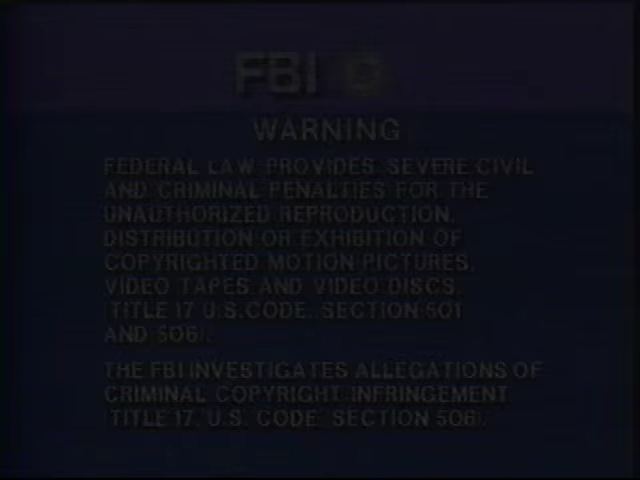 FBI
WARNING
FEDERAL LAW PROVIDES SEVERE CIVIL
AND CRIMINAL PENALTIES FOR THE
UNAUTHORIZED REPRODUCTION,
DISTRIBUTION OR EXHIBITION OF
COPYRIGHTED MOTION PICTURES,
VIDEO TAPES AND VIDEO DISCS.
(TITLE 17 U.S.CODE, SECTION 501
AND 506).
THE FBI INVESTIGATES ALLEGATIONS OF
CRIMINAL COPYRIGHT INFRINGEMENT
(TITLE 17, U.S. CODE, SECTION 506).